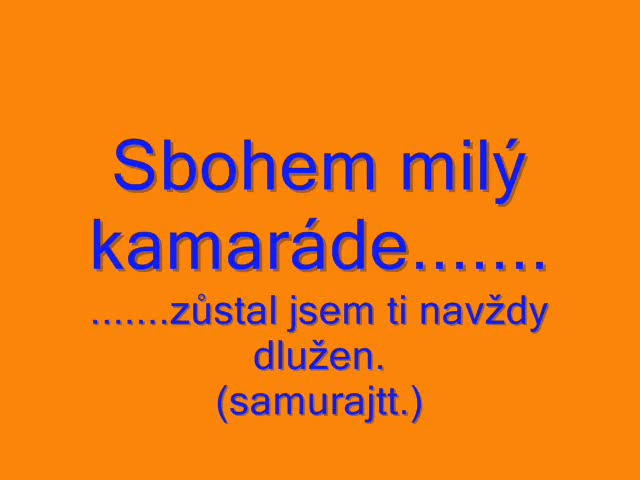 Sbohem milý
kamaráde.......
.......zůstal jsem ti navždy
dlužen.
(samurajtt.)